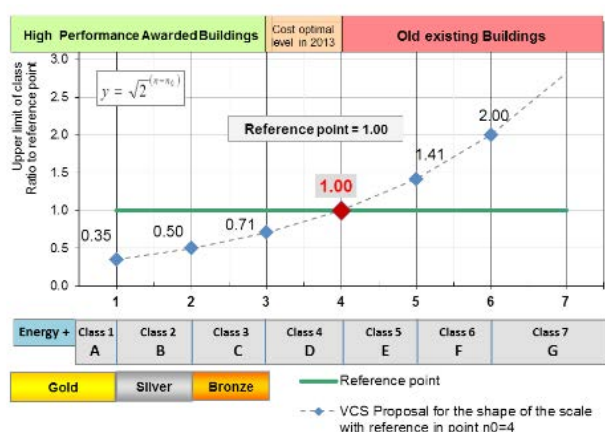 High Performance Awarded Buildings
Cost optimal
level in 2013
Old existing Buildings
Upper limit of class
Ratio to reference point
3.0
2.5
2.0
1.5
1.0
0.5
0.0
y = √2^(n−n₀)
Reference point = 1.00
0.35
0.50
0.71
1.00
1.41
2.00
1 2 3 4 5 6 7
Energy + Class 1 Class 2 Class 3 Class 4 Class 5 Class 6 Class 7
A B C D E F G
Gold Silver Bronze
Reference point
VCS Proposal for the shape of the scale
with reference in point n0=4